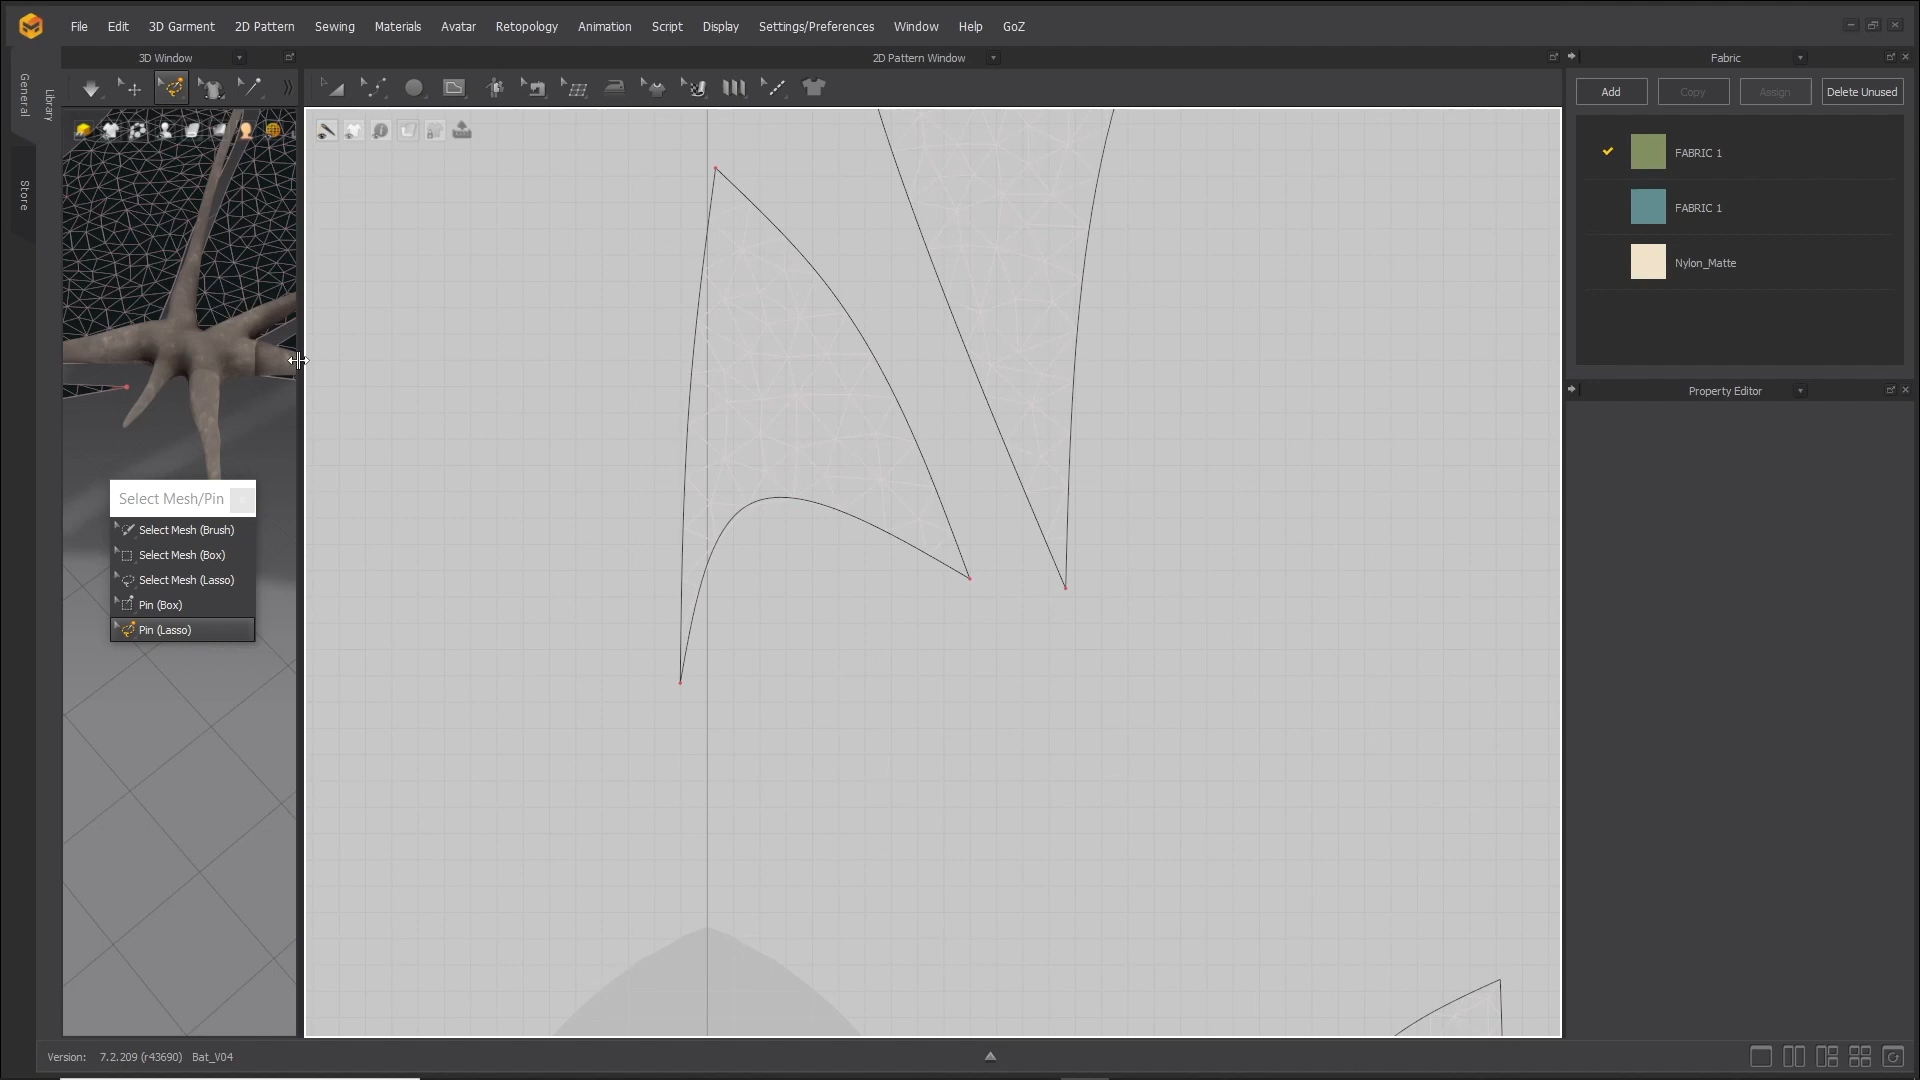 File Edit 3D Garment 2D Pattern Sewing Materials Avatar Retopology Animation Script Display Settings/Preferences Window Help GoZ
3D Window
2D Pattern Window
Fabric
General
Library
Store
Add Copy Assign Delete Unused
FABRIC 1
FABRIC 1
Nylon_Matte
Property Editor
Select Mesh/Pin
Select Mesh (Brush)
Select Mesh (Box)
Select Mesh (Lasso)
Pin (Box)
Pin (Lasso)
Version: 7.2.209 (r43690) Bat_V04